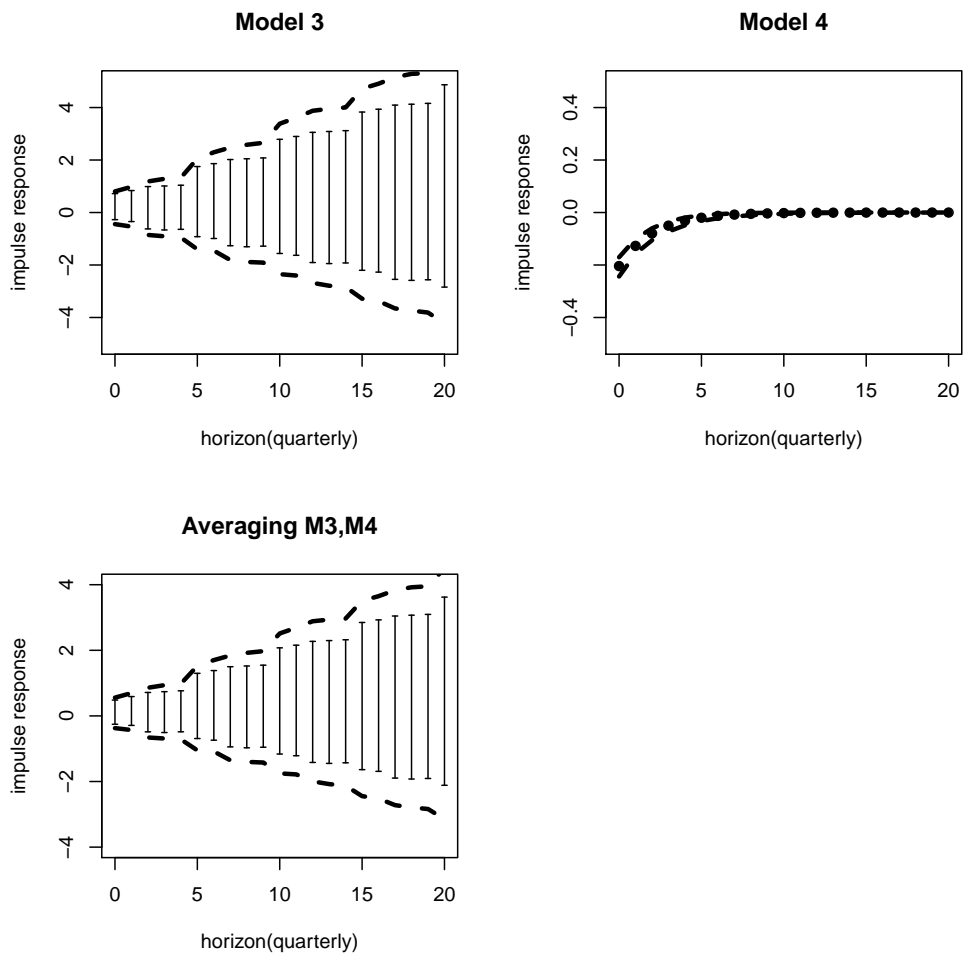 Model 3
impulse response
4
2
0
−2
−4
0 5 10 15 20
horizon(quarterly)
Model 4
impulse response
0.4
0.2
0.0
−0.4
0 5 10 15 20
horizon(quarterly)
Averaging M3,M4
impulse response
4
2
0
−2
−4
0 5 10 15 20
horizon(quarterly)